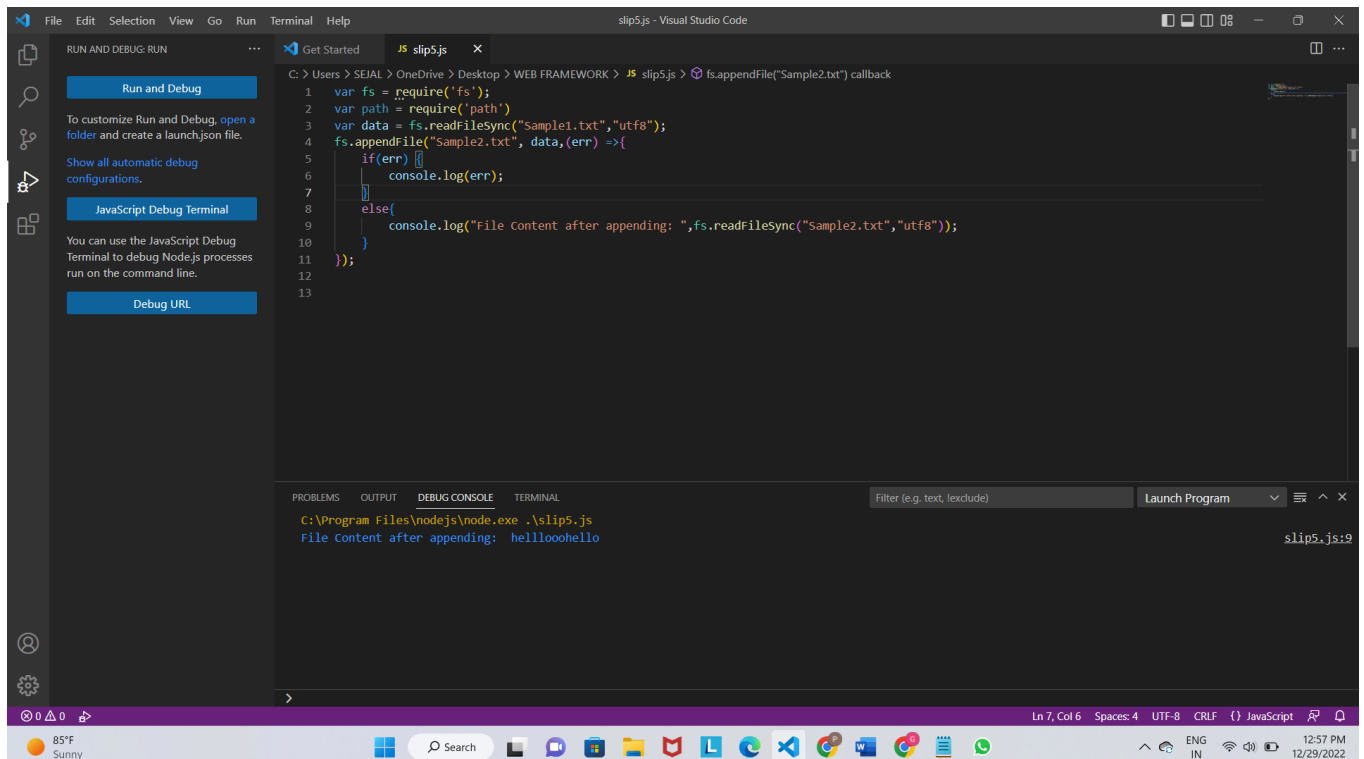 File Edit Selection View Go Run Terminal Help
slip5.js - Visual Studio Code
RUN AND DEBUG: RUN
Run and Debug
To customize Run and Debug, open a
folder and create a launch.json file.
Show all automatic debug
configurations.
JavaScript Debug Terminal
You can use the JavaScript Debug
Terminal to debug Node.js processes
run on the command line.
Debug URL
Get Started
JS slip5.js
C: > Users > SEJAL > OneDrive > Desktop > WEB FRAMEWORK > JS slip5.js > fs.appendFile("Sample2.txt") callback
1 var fs = require('fs');
2 var path = require('path')
3 var data = fs.readFileSync("Sample1.txt","utf8");
4 fs.appendFile("Sample2.txt", data,(err) =>{
5 if(err) {
6 console.log(err);
7 }
8 else{
9 console.log("File Content after appending: ",fs.readFileSync("Sample2.txt","utf8"));
10 }
11 });
12
13
PROBLEMS OUTPUT DEBUG CONSOLE TERMINAL
Filter (e.g. text, !exclude)
Launch Program
C:\Program Files\nodejs\node.exe .\slip5.js
File Content after appending:  helllooohello
slip5.js:9
>
0 0
Ln 7, Col 6 Spaces: 4 UTF-8 CRLF {} JavaScript
85°F
Sunny
Search
L
W
P
G
ENG
IN
12:57 PM
12/29/2022